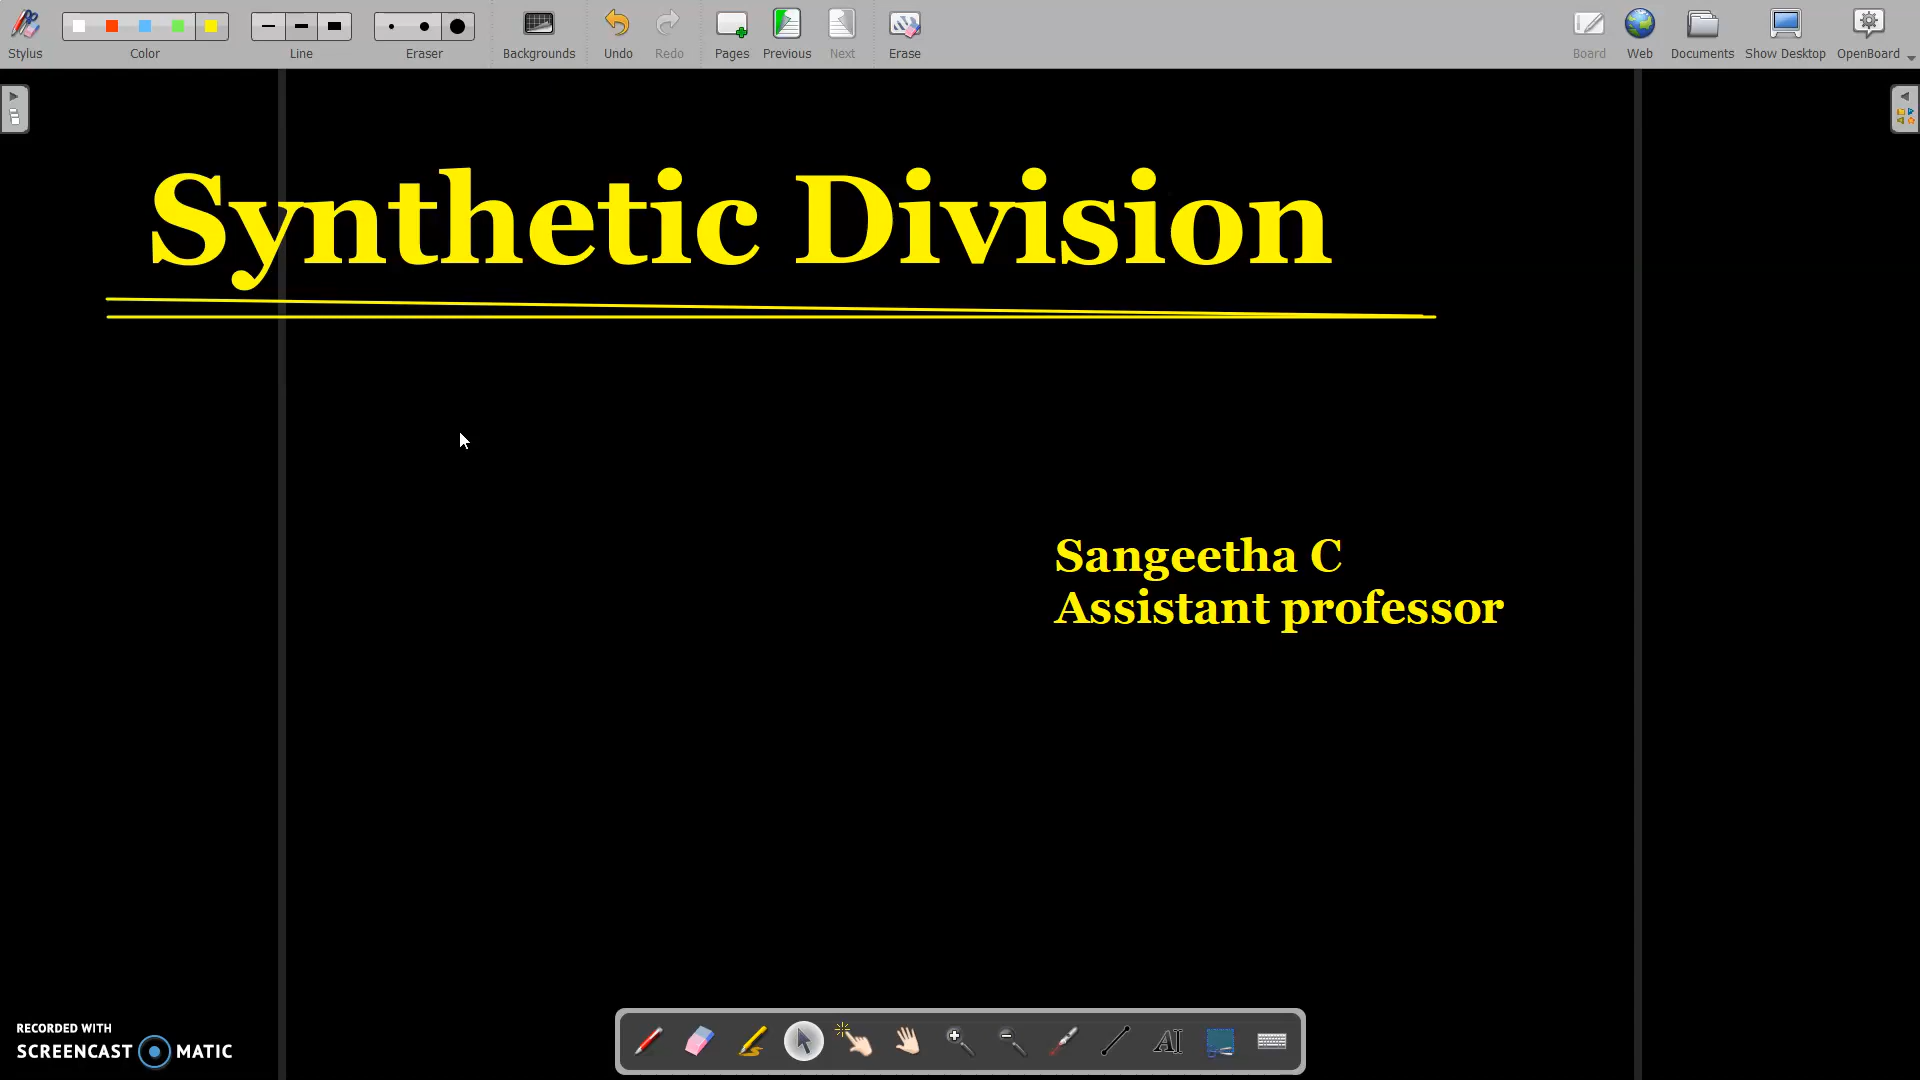 Stylus
Color
Line
Eraser
Backgrounds
Undo
Redo
Pages
Previous
Next
Erase
Board
Web
Documents
Show Desktop
OpenBoard
Synthetic Division
Sangeetha C
Assistant professor
RECORDED WITH
SCREENCAST MATIC
AI